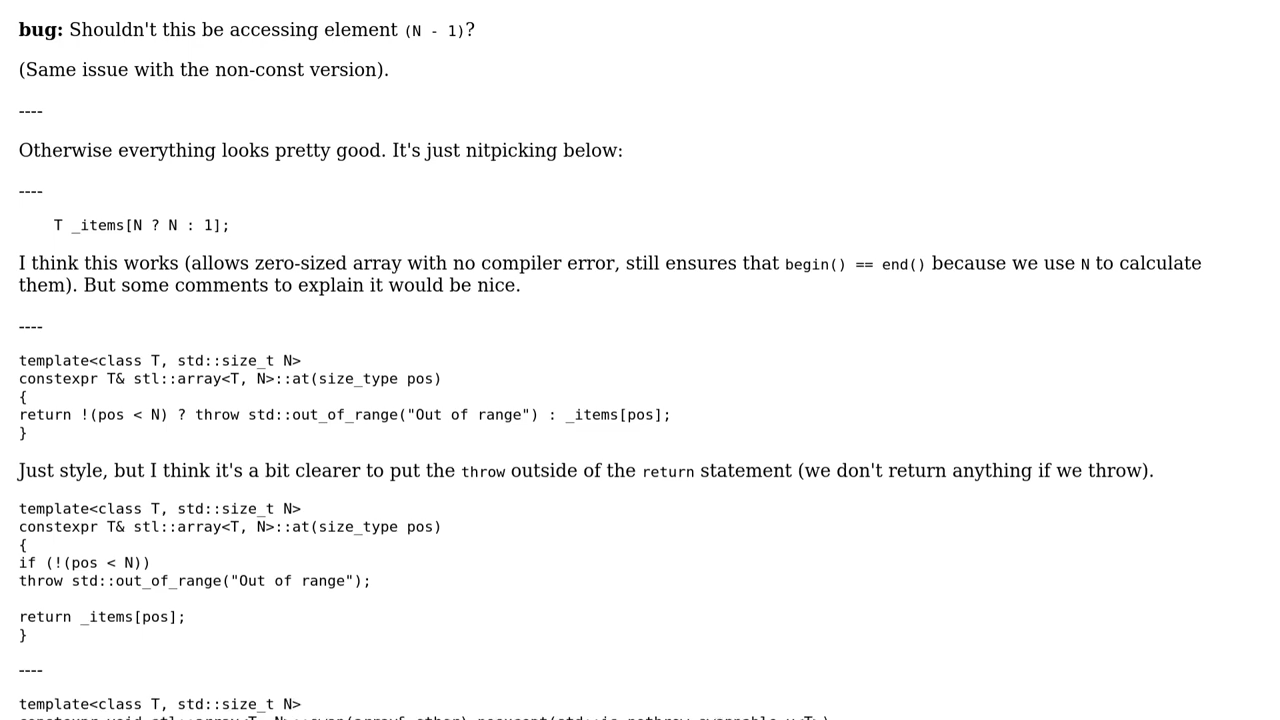 bug: Shouldn't this be accessing element (N - 1)?
(Same issue with the non-const version).
----
Otherwise everything looks pretty good. It's just nitpicking below:
----
T _items[N ? N : 1];
I think this works (allows zero-sized array with no compiler error, still ensures that begin() == end() because we use N to calculate
them). But some comments to explain it would be nice.
----
template<class T, std::size_t N>
constexpr T& stl::array<T, N>::at(size_type pos)
{
return !(pos < N) ? throw std::out_of_range("Out of range") : _items[pos];
}
Just style, but I think it's a bit clearer to put the throw outside of the return statement (we don't return anything if we throw).
template<class T, std::size_t N>
constexpr T& stl::array<T, N>::at(size_type pos)
{
if (!(pos < N))
throw std::out_of_range("Out of range");
return _items[pos];
}
----
template<class T, std::size_t N>